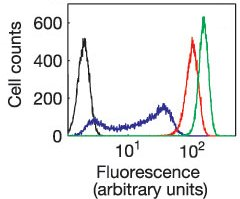 Cell counts
600
400
200
0
10¹ 10²
Fluorescence
(arbitrary units)